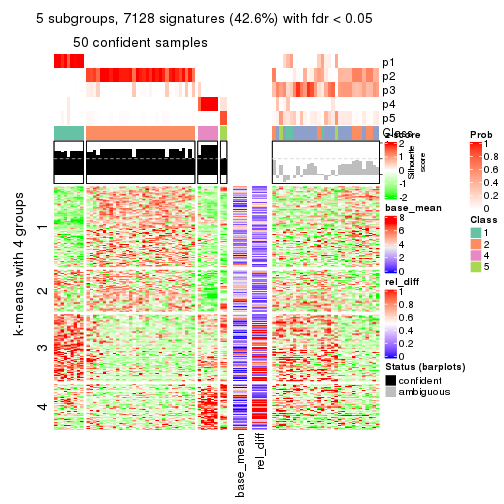 5 subgroups, 7128 signatures (42.6%) with fdr < 0.05
50 confident samples
p1
p2
p3
p4
p5
Class
z-score
2
1
0
-1
-2
Silhouette
score
Prob
1
0.8
0.6
0.4
0.2
0
base_mean
8
6
4
2
0
Class
1
2
4
5
rel_diff
1
0.8
0.6
0.4
0.2
0
Status (barplots)
confident
ambiguous
k-means with 4 groups
1
2
3
4
base_mean
rel_diff